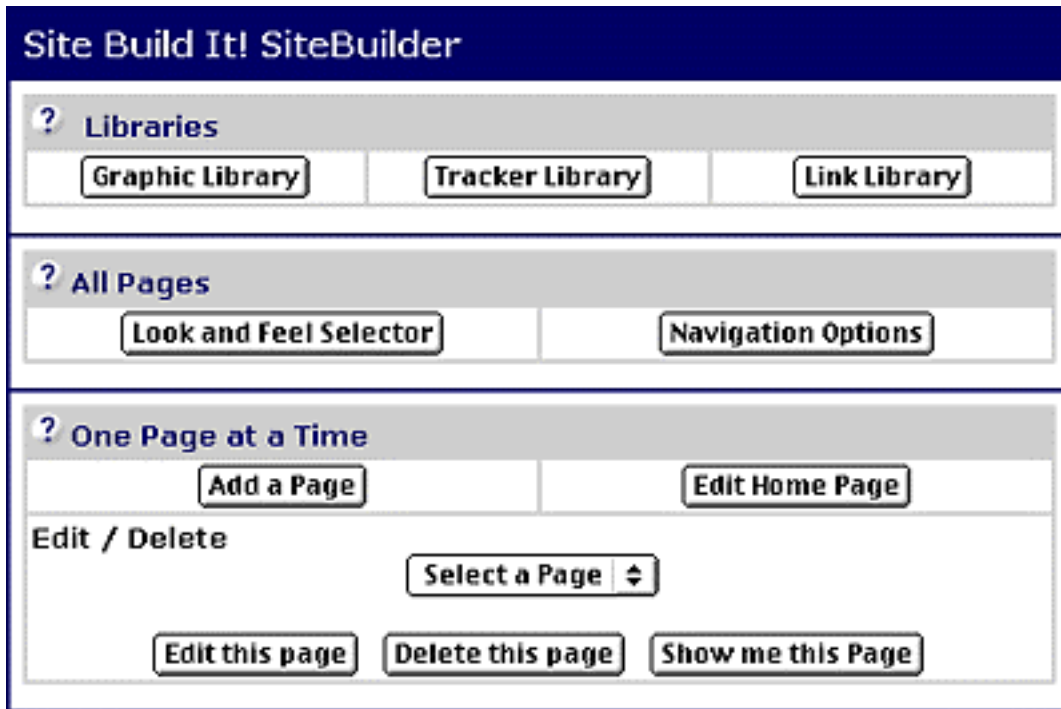 Site Build It! SiteBuilder
? Libraries
Graphic Library Tracker Library Link Library
? All Pages
Look and Feel Selector Navigation Options
? One Page at a Time
Add a Page Edit Home Page
Edit / Delete
Select a Page
Edit this page Delete this page Show me this Page